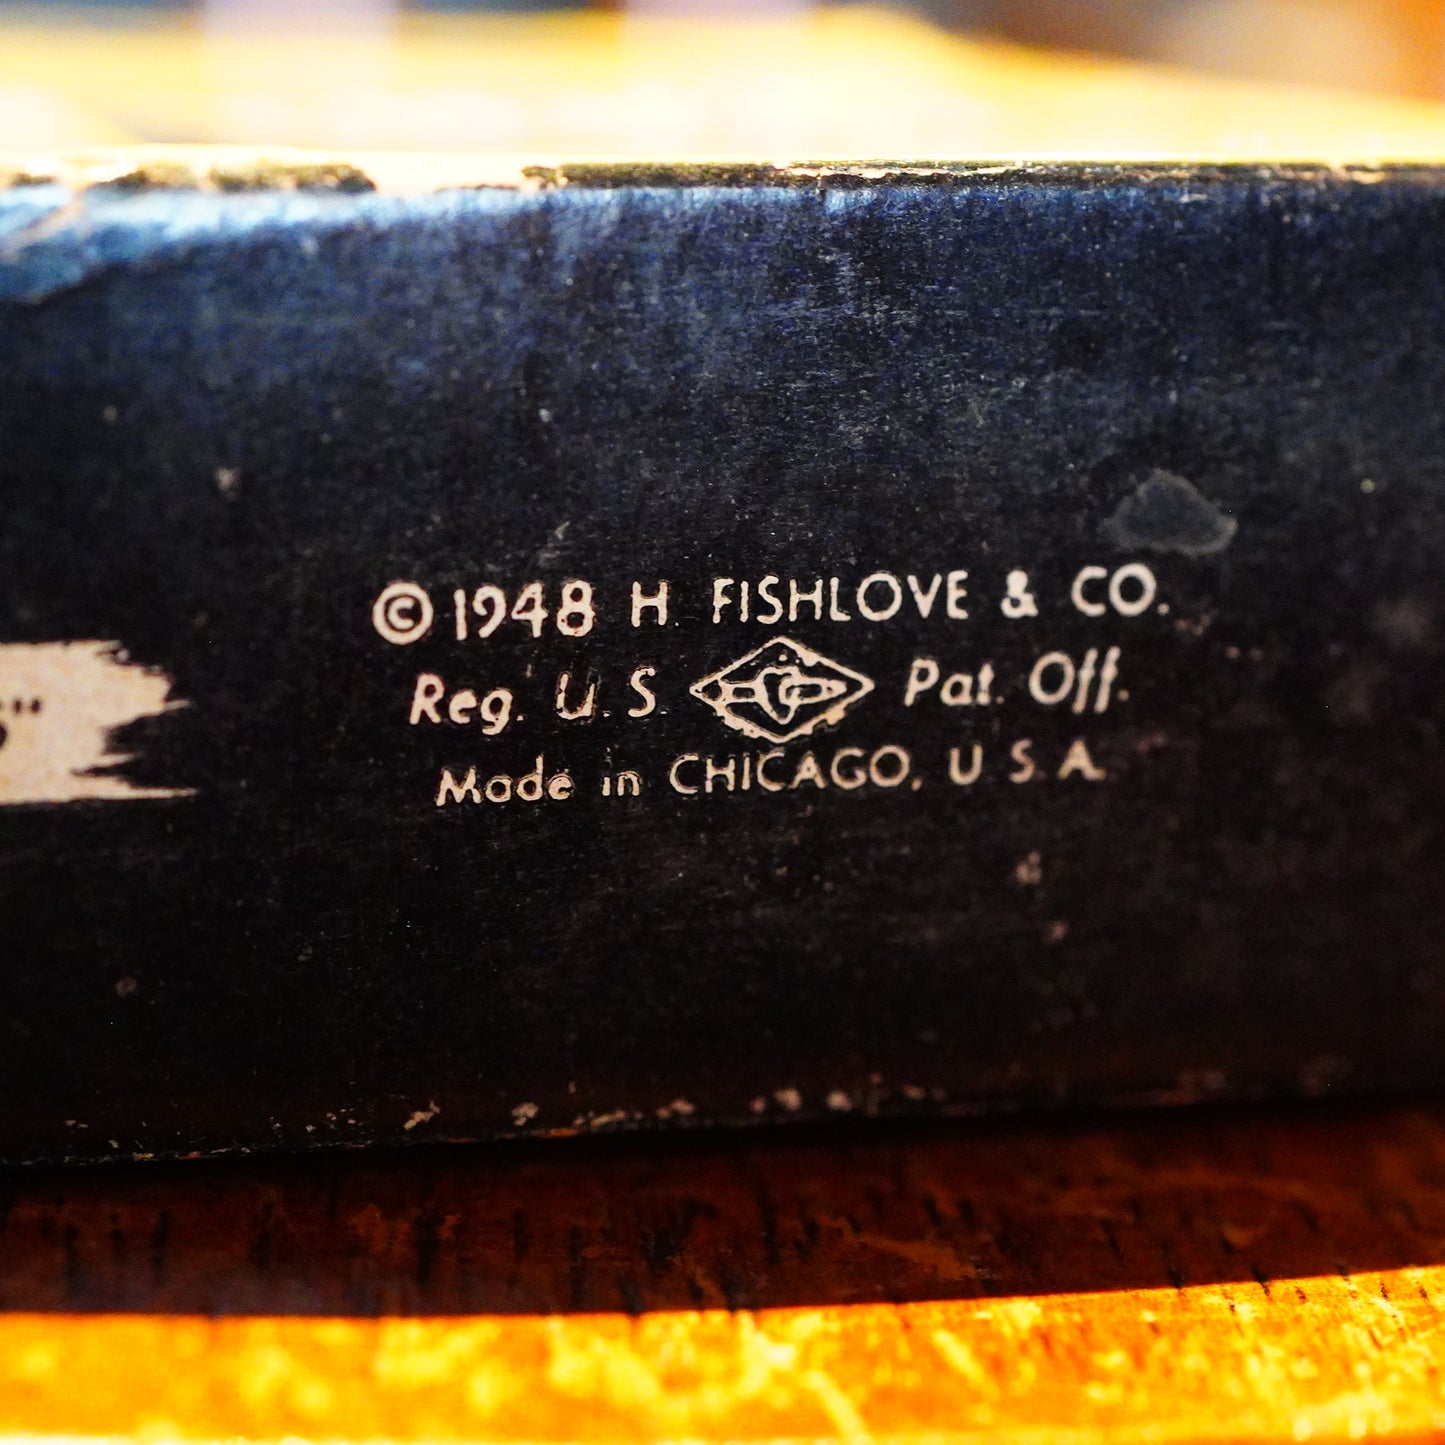 © 1948 H. FISHLOVE & CO.
Reg. U. S. Pat. Off.
Made in CHICAGO, U. S. A.